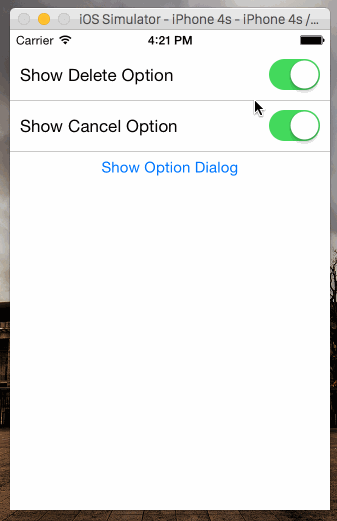 iOS Simulator - iPhone 4s - iPhone 4s /...
Carrier 4:21 PM
Show Delete Option
Show Cancel Option
Show Option Dialog